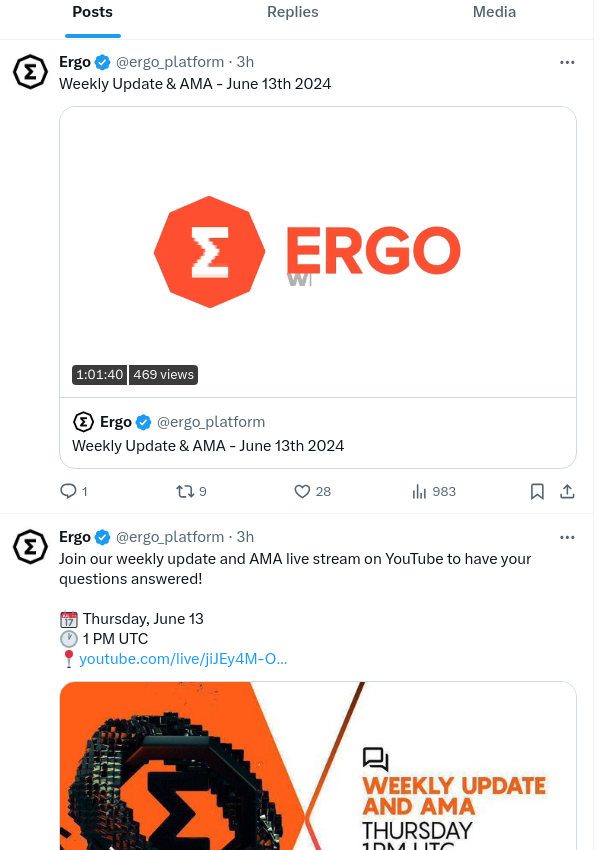 Posts Replies Media
Ergo @ergo_platform · 3h
Weekly Update & AMA - June 13th 2024
Σ ERGO
W
1:01:40 469 views
Ergo @ergo_platform
Weekly Update & AMA - June 13th 2024
1 9 28 983
Ergo @ergo_platform · 3h
Join our weekly update and AMA live stream on YouTube to have your
questions answered!
Thursday, June 13
1 PM UTC
youtube.com/live/jiJEy4M-O...
WEEKLY UPDATE
AND AMA
THURSDAY
1PM UTC